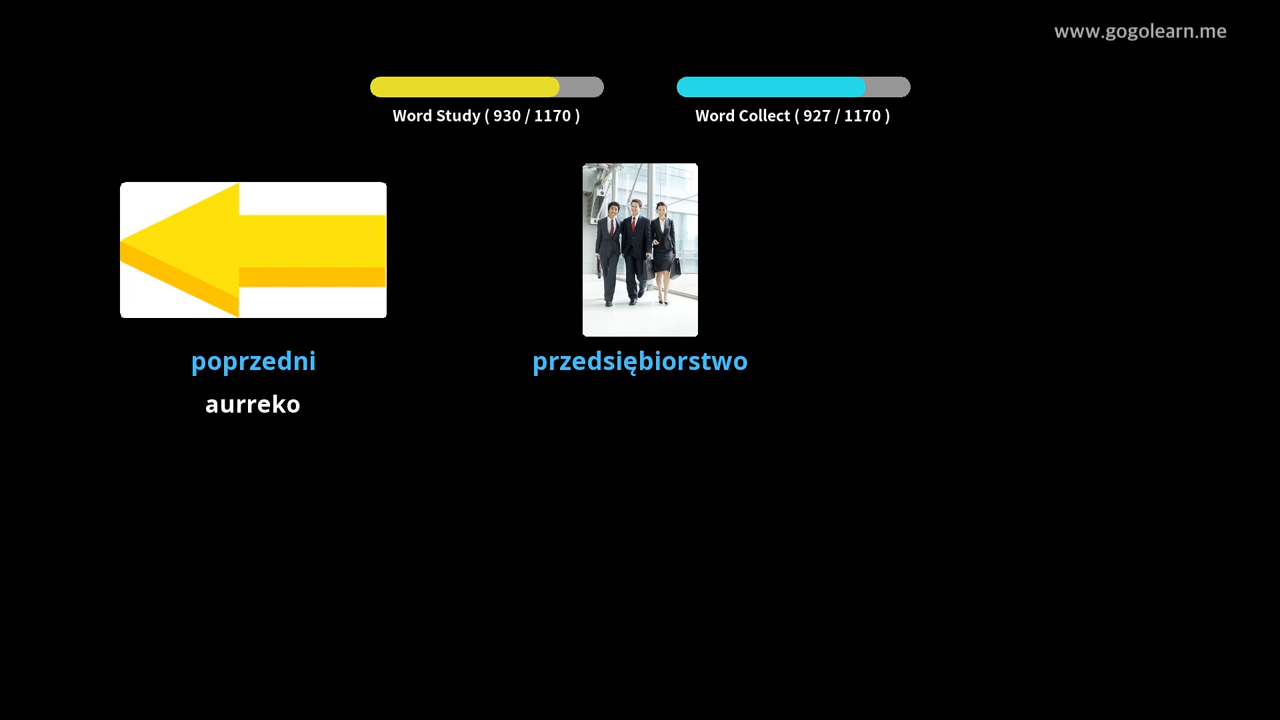 www.gogolearn.me
Word Study ( 930 / 1170 )
Word Collect ( 927 / 1170 )
poprzedni
aurreko
przedsiębiorstwo